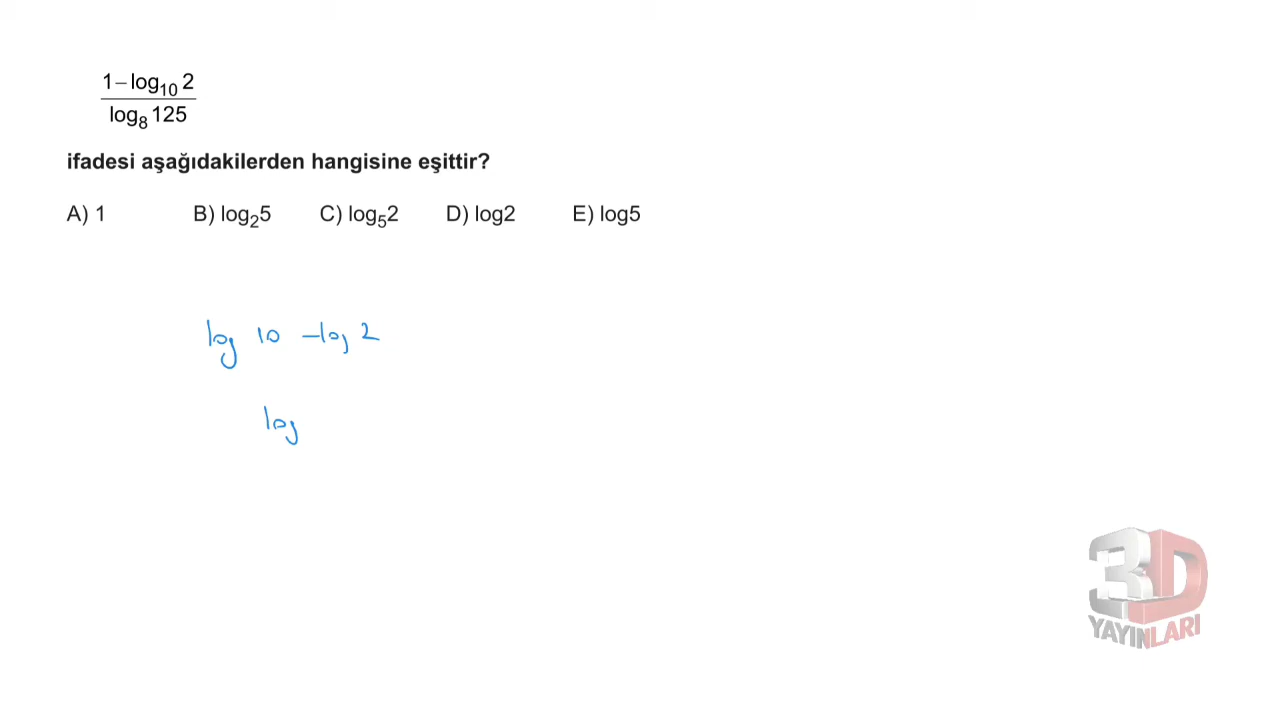 1–log₁₀ 2
log₈ 125
ifadesi aşağıdakilerden hangisine eşittir?
A) 1 B) log₂5 C) log₅2 D) log2 E) log5
log 10 –log 2
log
3D
YAYINLARI